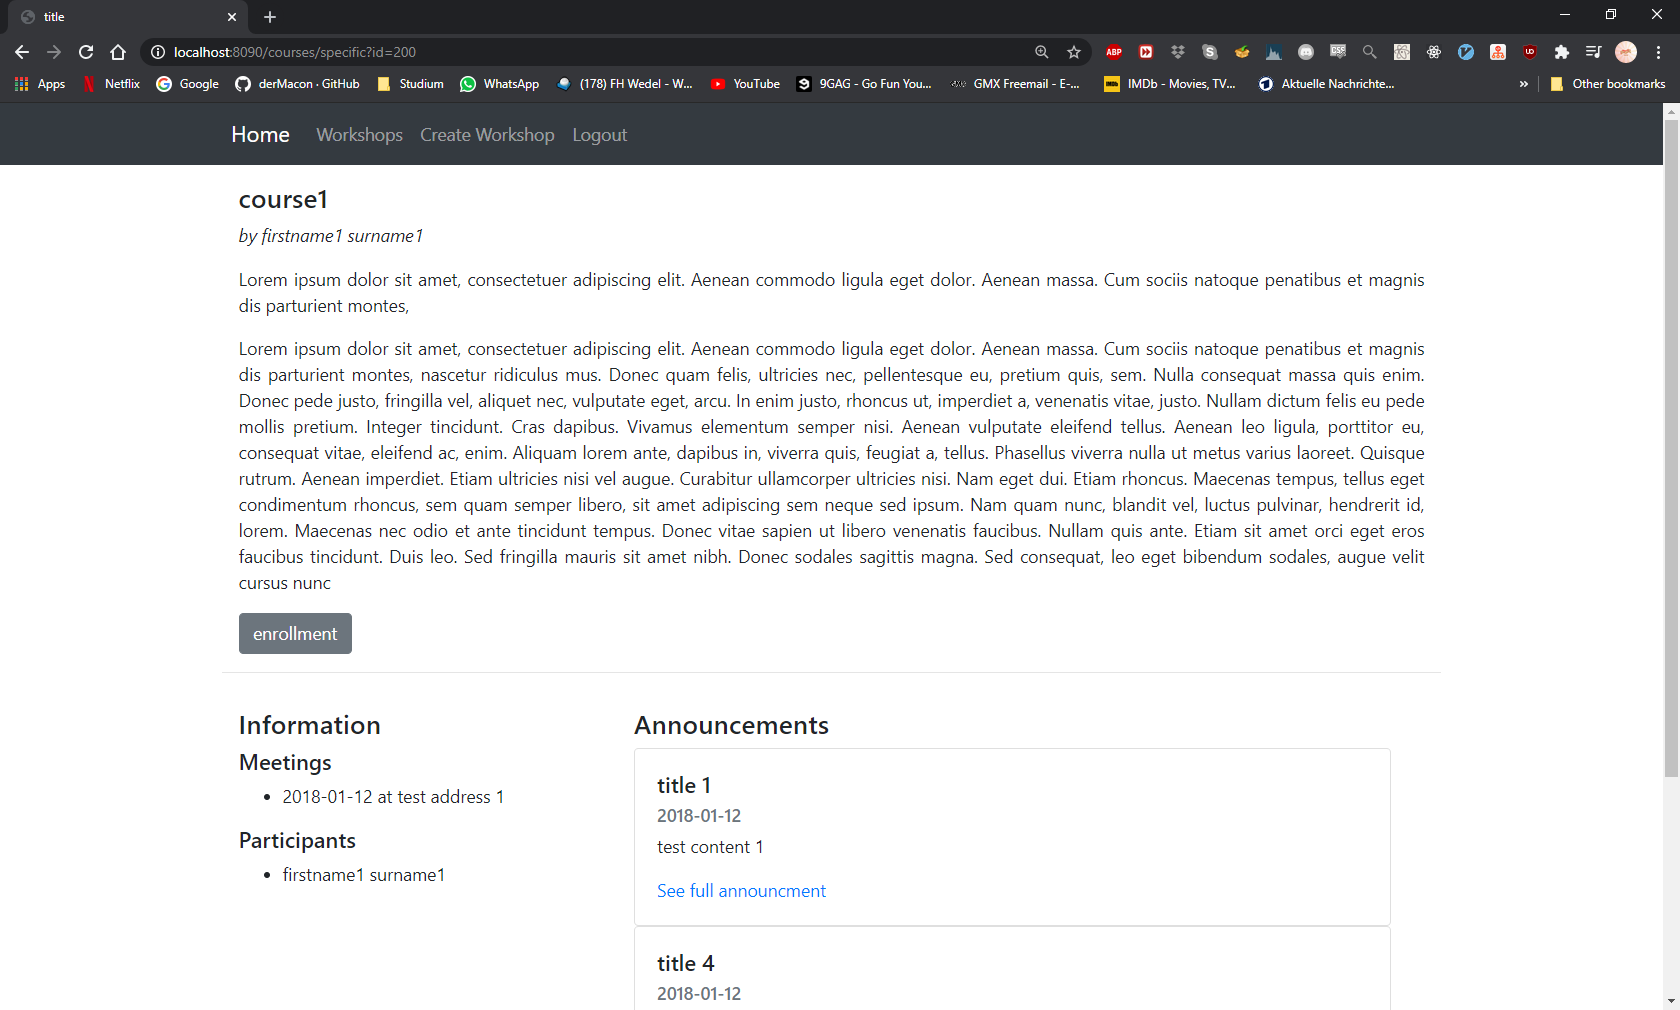 title
localhost:8090/courses/specific?id=200
ABP
CSP
Apps Netflix Google derMacon · GitHub Studium WhatsApp (178) FH Wedel - W... YouTube 9GAG - Go Fun You... GMX Freemail - E-... IMDb - Movies, TV... Aktuelle Nachrichte... » Other bookmarks
Home Workshops Create Workshop Logout
course1
by firstname1 surname1
Lorem ipsum dolor sit amet, consectetuer adipiscing elit. Aenean commodo ligula eget dolor. Aenean massa. Cum sociis natoque penatibus et magnis
dis parturient montes,
Lorem ipsum dolor sit amet, consectetuer adipiscing elit. Aenean commodo ligula eget dolor. Aenean massa. Cum sociis natoque penatibus et magnis
dis parturient montes, nascetur ridiculus mus. Donec quam felis, ultricies nec, pellentesque eu, pretium quis, sem. Nulla consequat massa quis enim.
Donec pede justo, fringilla vel, aliquet nec, vulputate eget, arcu. In enim justo, rhoncus ut, imperdiet a, venenatis vitae, justo. Nullam dictum felis eu pede
mollis pretium. Integer tincidunt. Cras dapibus. Vivamus elementum semper nisi. Aenean vulputate eleifend tellus. Aenean leo ligula, porttitor eu,
consequat vitae, eleifend ac, enim. Aliquam lorem ante, dapibus in, viverra quis, feugiat a, tellus. Phasellus viverra nulla ut metus varius laoreet. Quisque
rutrum. Aenean imperdiet. Etiam ultricies nisi vel augue. Curabitur ullamcorper ultricies nisi. Nam eget dui. Etiam rhoncus. Maecenas tempus, tellus eget
condimentum rhoncus, sem quam semper libero, sit amet adipiscing sem neque sed ipsum. Nam quam nunc, blandit vel, luctus pulvinar, hendrerit id,
lorem. Maecenas nec odio et ante tincidunt tempus. Donec vitae sapien ut libero venenatis faucibus. Nullam quis ante. Etiam sit amet orci eget eros
faucibus tincidunt. Duis leo. Sed fringilla mauris sit amet nibh. Donec sodales sagittis magna. Sed consequat, leo eget bibendum sodales, augue velit
cursus nunc
enrollment
Information
Meetings
2018-01-12 at test address 1
Participants
firstname1 surname1
Announcements
title 1
2018-01-12
test content 1
See full announcment
title 4
2018-01-12